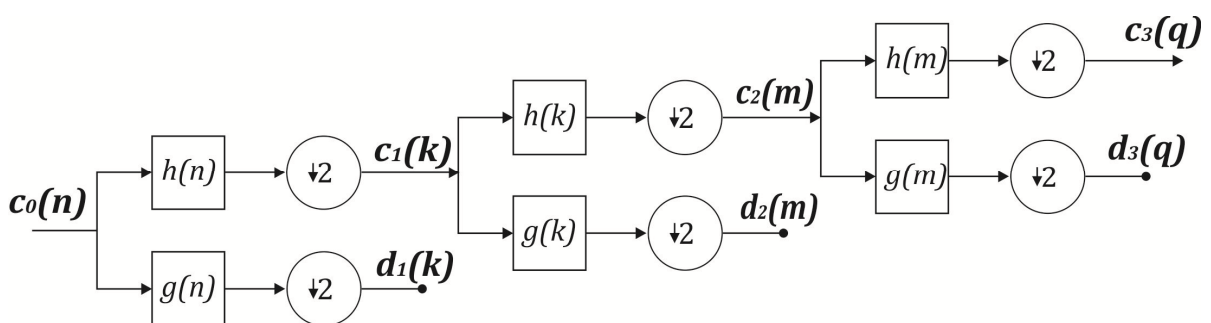 c₃(q)
h(m)
↓2
c₂(m)
h(k)
↓2
d₃(q)
c₁(k)
g(m)
↓2
h(n)
↓2
c₀(n)
d₂(m)
g(k)
↓2
d₁(k)
g(n)
↓2